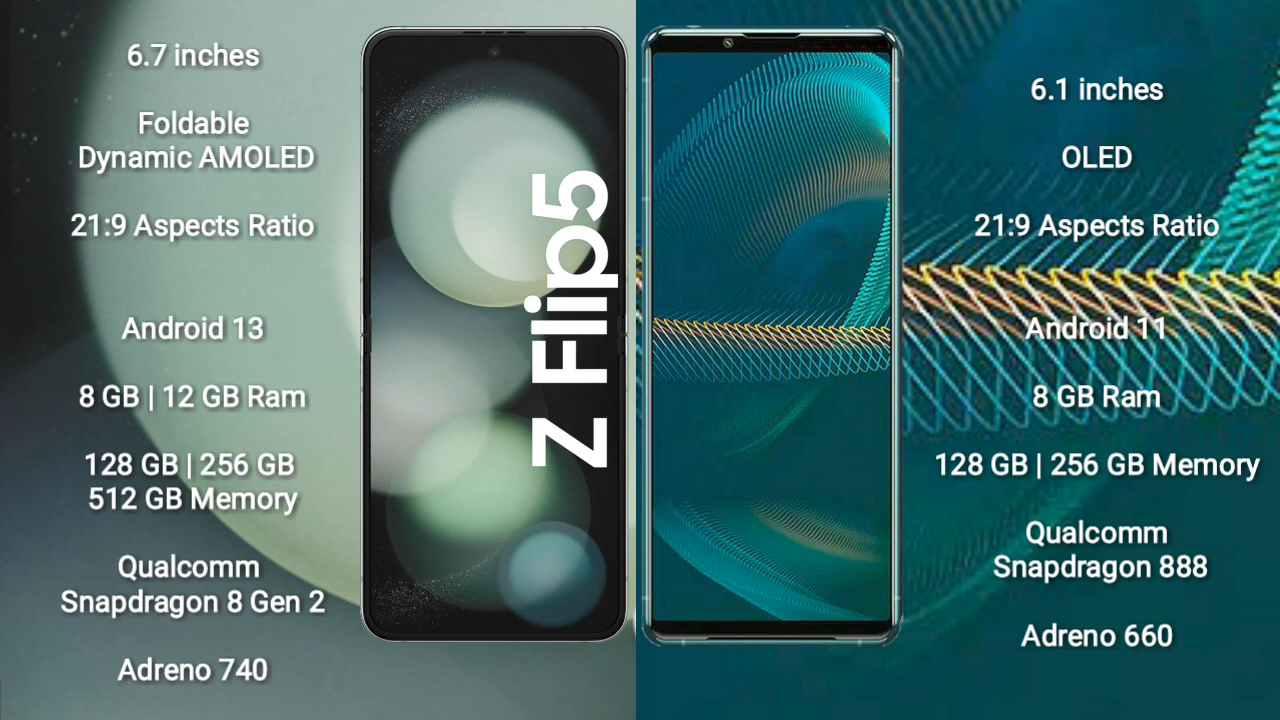 6.7 inches
Foldable
Dynamic AMOLED
21:9 Aspects Ratio
Android 13
8 GB | 12 GB Ram
128 GB | 256 GB
512 GB Memory
Qualcomm
Snapdragon 8 Gen 2
Adreno 740
Z Flip5
6.1 inches
OLED
21:9 Aspects Ratio
Android 11
8 GB Ram
128 GB | 256 GB Memory
Qualcomm
Snapdragon 888
Adreno 660